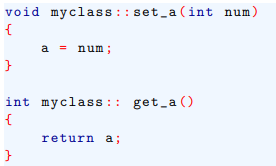 void myclass::set_a(int num)
{
    a = num;
}

int myclass:: get_a()
{
    return a;
}